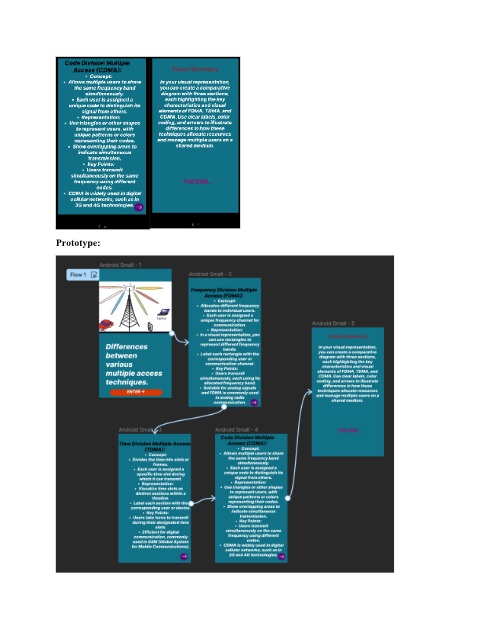 Code Division Multiple
Access (CDMA):
• Concept:
• Allows multiple users to share
the same frequency band
simultaneously.
• Each user is assigned a
unique code to distinguish its
signal from others.
• Representation:
• Use triangles or other shapes
to represent users, with
unique patterns or colors
representing their codes.
• Show overlapping areas to
indicate simultaneous
transmission.
• Key Points:
• Users transmit
simultaneously on the same
frequency using different
codes.
• CDMA is widely used in digital
cellular networks, such as in
3G and 4G technologies.
Visual Summary
In your visual representation,
you can create a comparative
diagram with three sections,
each highlighting the key
characteristics and visual
elements of FDMA, TDMA, and
CDMA. Use clear labels, color
coding, and arrows to illustrate
differences in how these
techniques allocate resources
and manage multiple users on a
shared medium.
Prototype:
Android Small - 1
Flow 1
Differences
between
various
multiple access
techniques.
ENTER
Android Small - 2
Frequency Division Multiple
Access (FDMA):
• Concept:
• Allocates different frequency
bands to individual users.
• Each user is assigned a
unique frequency channel for
communication.
• Representation:
• In a visual representation, you
can use rectangles to
represent different frequency
bands.
• Label each rectangle with the
corresponding user or
communication channel.
• Key Points:
• Users transmit
simultaneously, each using its
allocated frequency band.
• Suitable for analog signals
and FDMA is commonly used
in analog radio
communication.
Android Small - 5
Visual Summary
In your visual representation,
you can create a comparative
diagram with three sections,
each highlighting the key
characteristics and visual
elements of FDMA, TDMA, and
CDMA. Use clear labels, color
coding, and arrows to illustrate
differences in how these
techniques allocate resources
and manage multiple users on a
shared medium.
Android Small - 3
Time Division Multiple Access
(TDMA):
• Concept:
• Divides the time into slots or
frames.
• Each user is assigned a
specific time slot during
which it can transmit.
• Representation:
• Visualize time slots as
distinct sections within a
timeline.
• Label each section with the
corresponding user or device.
• Key Points:
• Users take turns to transmit
during their designated time
slots.
• Efficient for digital
communication, commonly
used in GSM (Global System
for Mobile Communications).
Android Small - 4
Code Division Multiple
Access (CDMA):
• Concept:
• Allows multiple users to share
the same frequency band
simultaneously.
• Each user is assigned a
unique code to distinguish its
signal from others.
• Representation:
• Use triangles or other shapes
to represent users, with
unique patterns or colors
representing their codes.
• Show overlapping areas to
indicate simultaneous
transmission.
• Key Points:
• Users transmit
simultaneously on the same
frequency using different
codes.
• CDMA is widely used in digital
cellular networks, such as in
3G and 4G technologies.